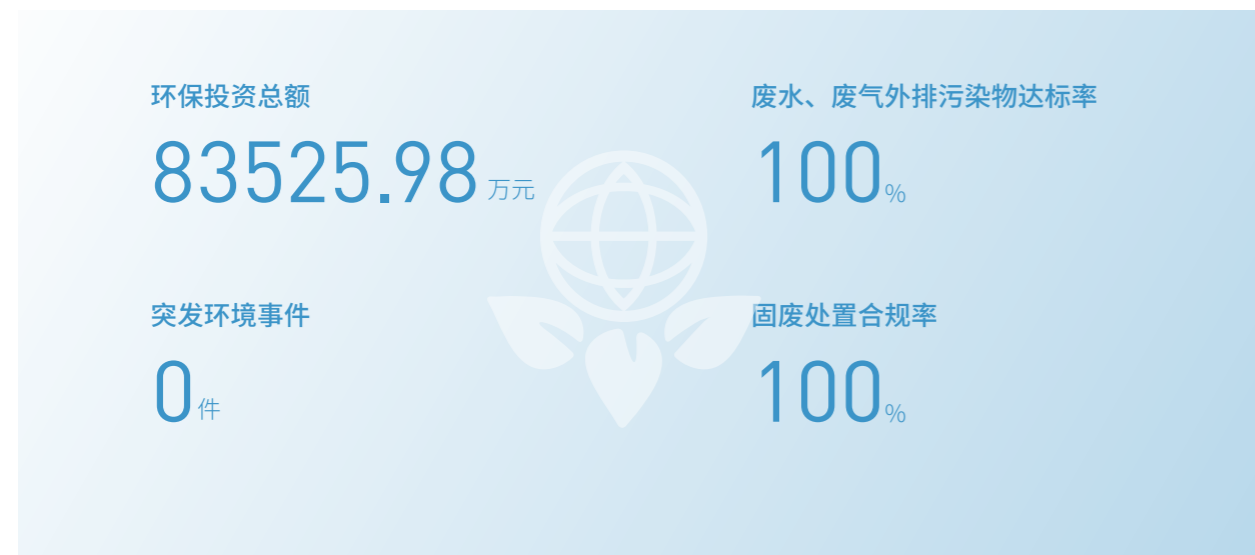 环保投资总额
83525.98 万元
废水、废气外排污染物达标率
100%
突发环境事件
0 件
固废处置合规率
100%